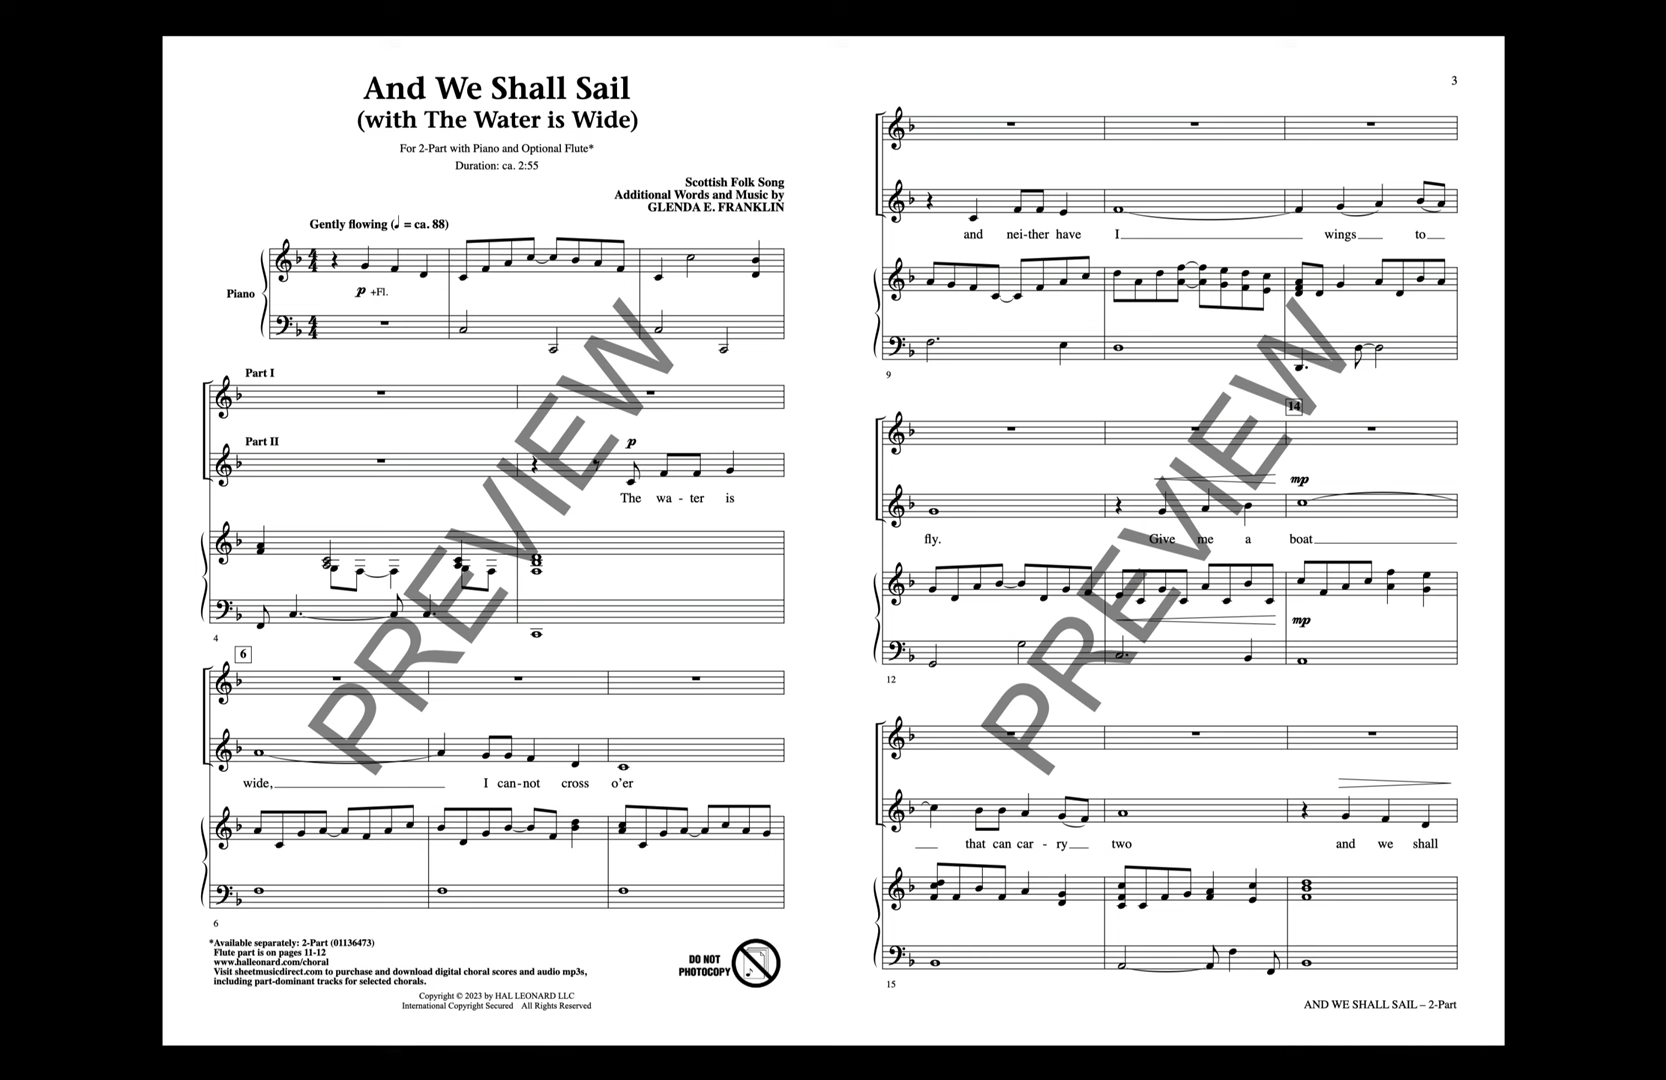 And We Shall Sail
(with The Water is Wide)
For 2-Part with Piano and Optional Flute*
Duration: ca. 2:55
Scottish Folk Song
Additional Words and Music by
GLENDA E. FRANKLIN
Gently flowing (♩ = ca. 88)
Piano
p +Fl.
Part I
Part II
p
The wa - ter is
4
6
wide, I can-not cross o'er
6
*Available separately: 2-Part (01136473)
Flute part is on pages 11-12
www.halleonard.com/choral
Visit sheetmusicdirect.com to purchase and download digital choral scores and audio mp3s,
including part-dominant tracks for selected chorals.
DO NOT
PHOTOCOPY
Copyright © 2023 by HAL LEONARD LLC
International Copyright Secured All Rights Reserved
PREVIEW
3
and nei-ther have I wings to
9
14
mp
fly. Give me a boat
mp
12
that can car - ry two and we shall
15
AND WE SHALL SAIL – 2-Part
PREVIEW